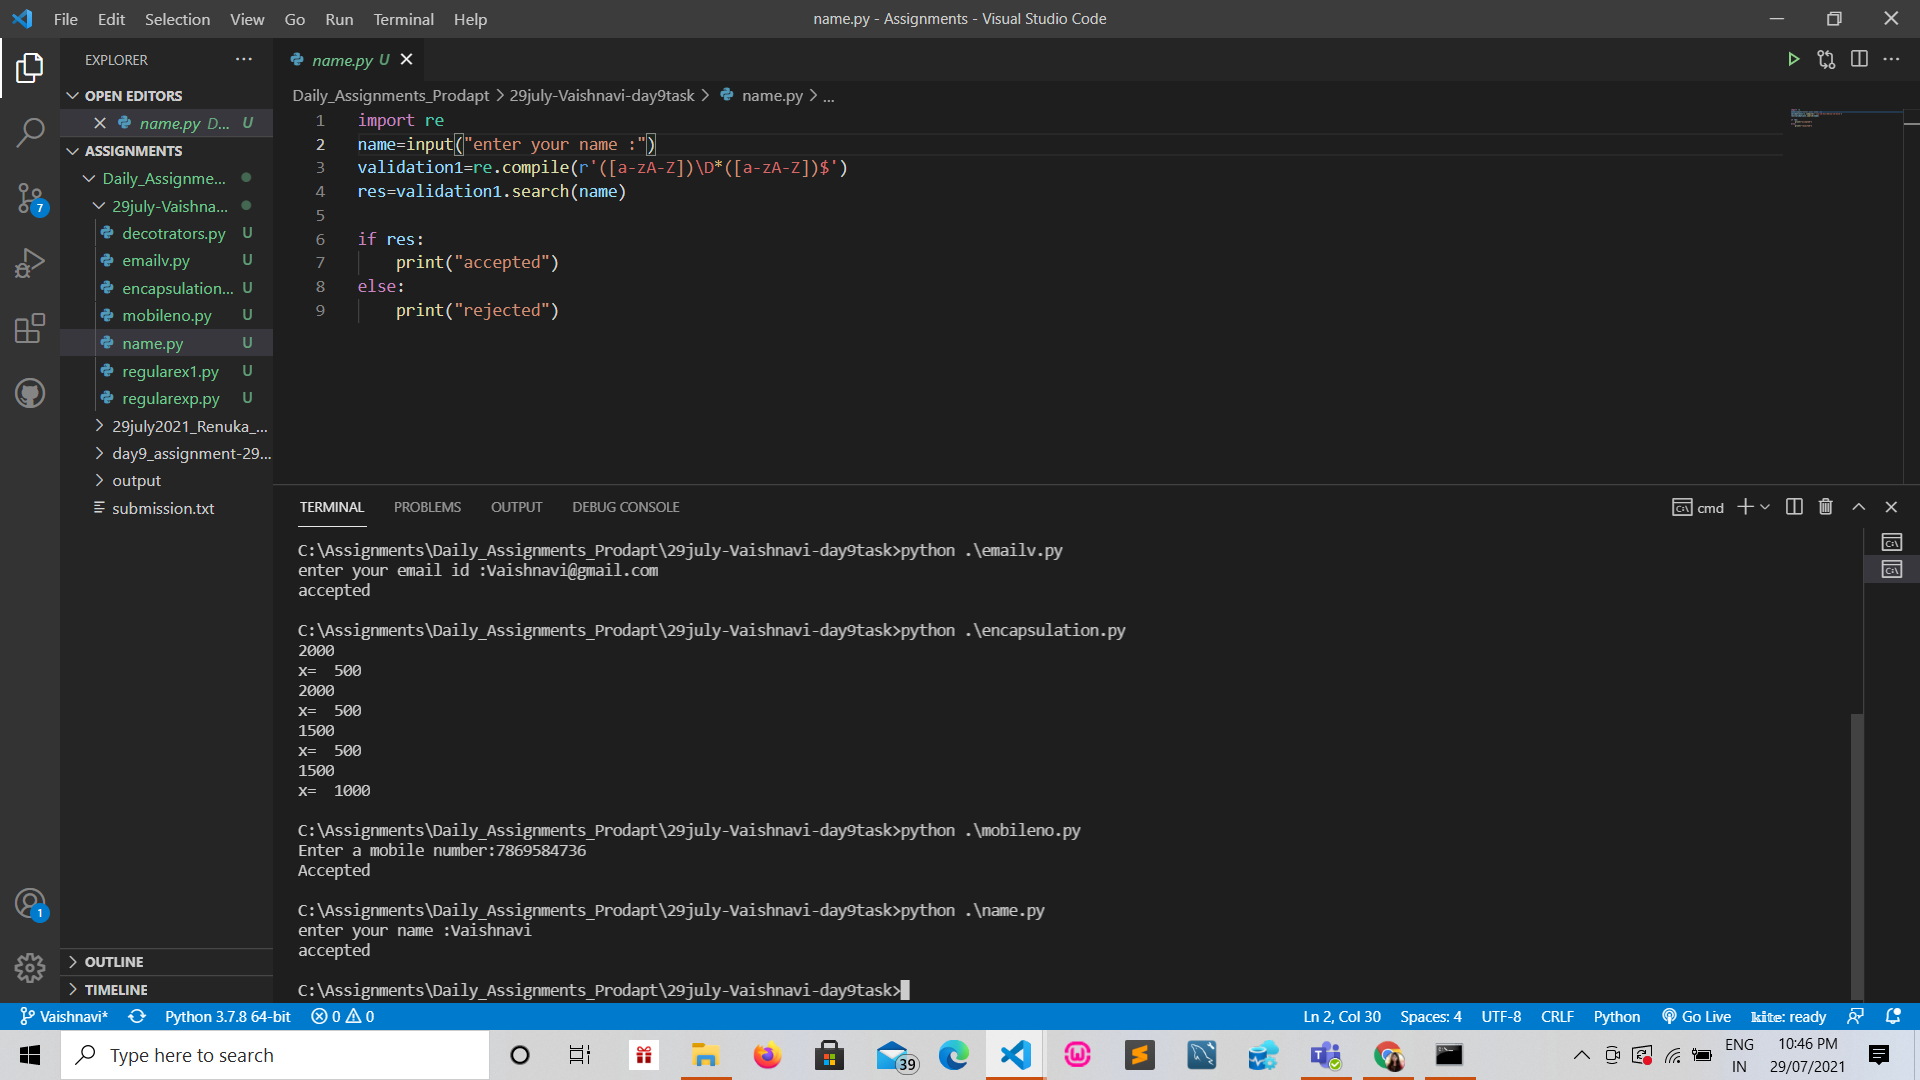 File Edit Selection View Go Run Terminal Help
name.py - Assignments - Visual Studio Code
EXPLORER
OPEN EDITORS
name.py D... U
ASSIGNMENTS
Daily_Assignme...
29july-Vaishna...
decotrators.py U
emailv.py U
encapsulation... U
mobileno.py U
name.py U
regularex1.py U
regularexp.py U
29july2021_Renuka_...
day9_assignment-29...
output
submission.txt
OUTLINE
TIMELINE
7
1
name.py U
Daily_Assignments_Prodapt > 29july-Vaishnavi-day9task > name.py > ...
1 import re
2 name=input("enter your name :")
3 validation1=re.compile(r'([a-zA-Z])\D*([a-zA-Z])$')
4 res=validation1.search(name)
5
6 if res:
7     print("accepted")
8 else:
9     print("rejected")
TERMINAL PROBLEMS OUTPUT DEBUG CONSOLE
cmd
C:\Assignments\Daily_Assignments_Prodapt\29july-Vaishnavi-day9task>python .\emailv.py
enter your email id :Vaishnavi@gmail.com
accepted
C:\Assignments\Daily_Assignments_Prodapt\29july-Vaishnavi-day9task>python .\encapsulation.py
2000
x=  500
2000
x=  500
1500
x=  500
1500
x=  1000
C:\Assignments\Daily_Assignments_Prodapt\29july-Vaishnavi-day9task>python .\mobileno.py
Enter a mobile number:7869584736
Accepted
C:\Assignments\Daily_Assignments_Prodapt\29july-Vaishnavi-day9task>python .\name.py
enter your name :Vaishnavi
accepted
C:\Assignments\Daily_Assignments_Prodapt\29july-Vaishnavi-day9task>
Vaishnavi* Python 3.7.8 64-bit 0 0
Ln 2, Col 30 Spaces: 4 UTF-8 CRLF Python Go Live kite: ready
Type here to search
39
ENG
IN
10:46 PM
29/07/2021